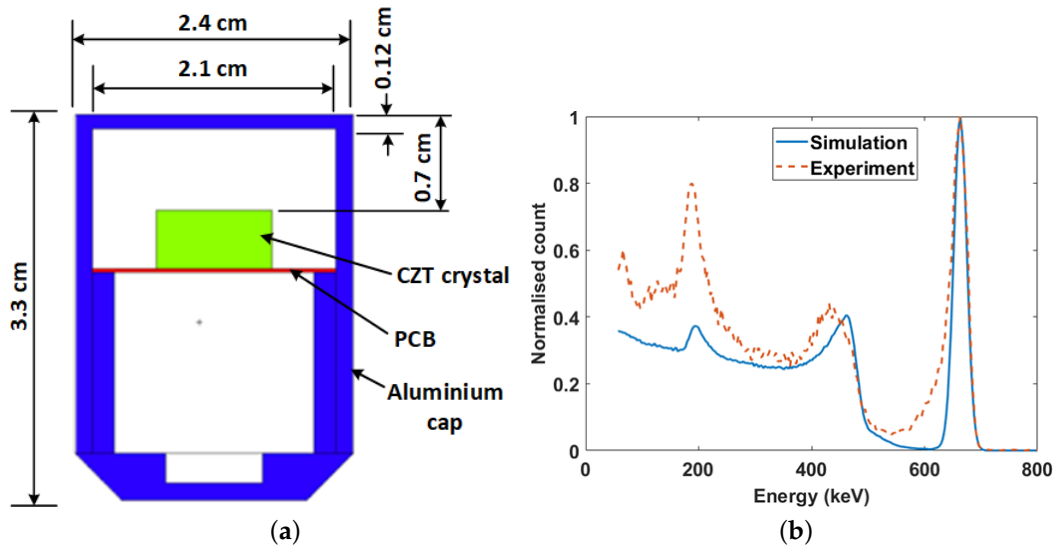 2.4 cm
2.1 cm
0.12 cm
0.7 cm
3.3 cm
CZT crystal
PCB
Aluminium
cap
(a)
1
0.8
0.6
0.4
0.2
0
Normalised count
Simulation
Experiment
0
200
400
600
800
Energy (keV)
(b)